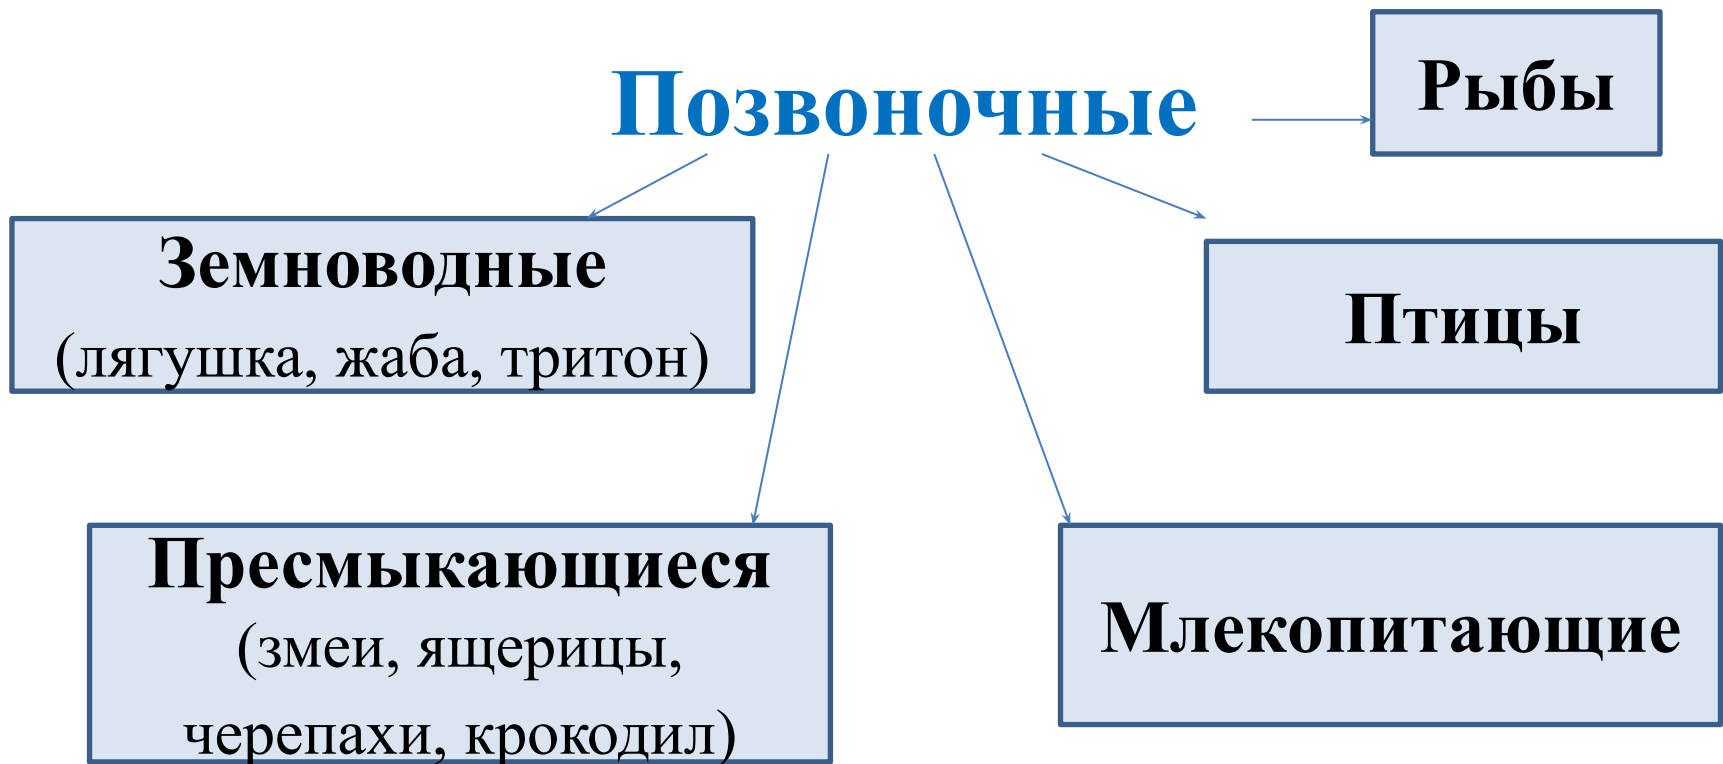 Позвоночные
Рыбы
Земноводные
(лягушка, жаба, тритон)
Птицы
Пресмыкающиеся
(змеи, ящерицы,
черепахи, крокодил)
Млекопитающие